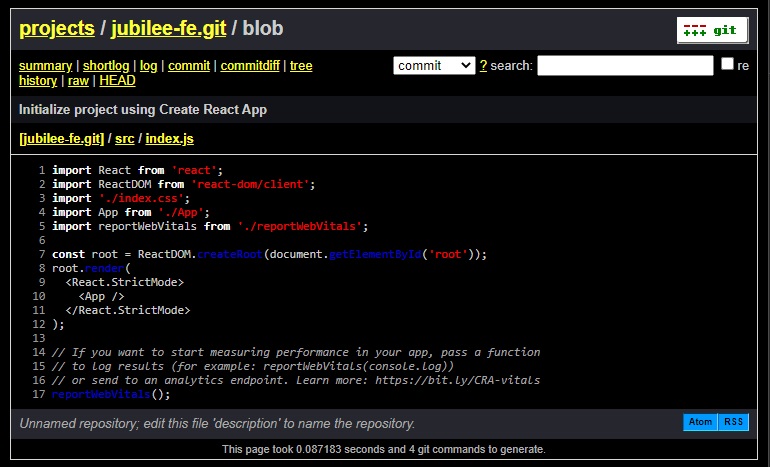 projects / jubilee-fe.git / blob
git
summary | shortlog | log | commit | commitdiff | tree
history | raw | HEAD
commit ? search: re
Initialize project using Create React App
[jubilee-fe.git] / src / index.js
1 import React from 'react';
2 import ReactDOM from 'react-dom/client';
3 import './index.css';
4 import App from './App';
5 import reportWebVitals from './reportWebVitals';
6
7 const root = ReactDOM.createRoot(document.getElementById('root'));
8 root.render(
9   <React.StrictMode>
10     <App />
11   </React.StrictMode>
12 );
13
14 // If you want to start measuring performance in your app, pass a function
15 // to log results (for example: reportWebVitals(console.log))
16 // or send to an analytics endpoint. Learn more: https://bit.ly/CRA-vitals
17 reportWebVitals();
Unnamed repository; edit this file 'description' to name the repository.
Atom RSS
This page took 0.087183 seconds and 4 git commands to generate.